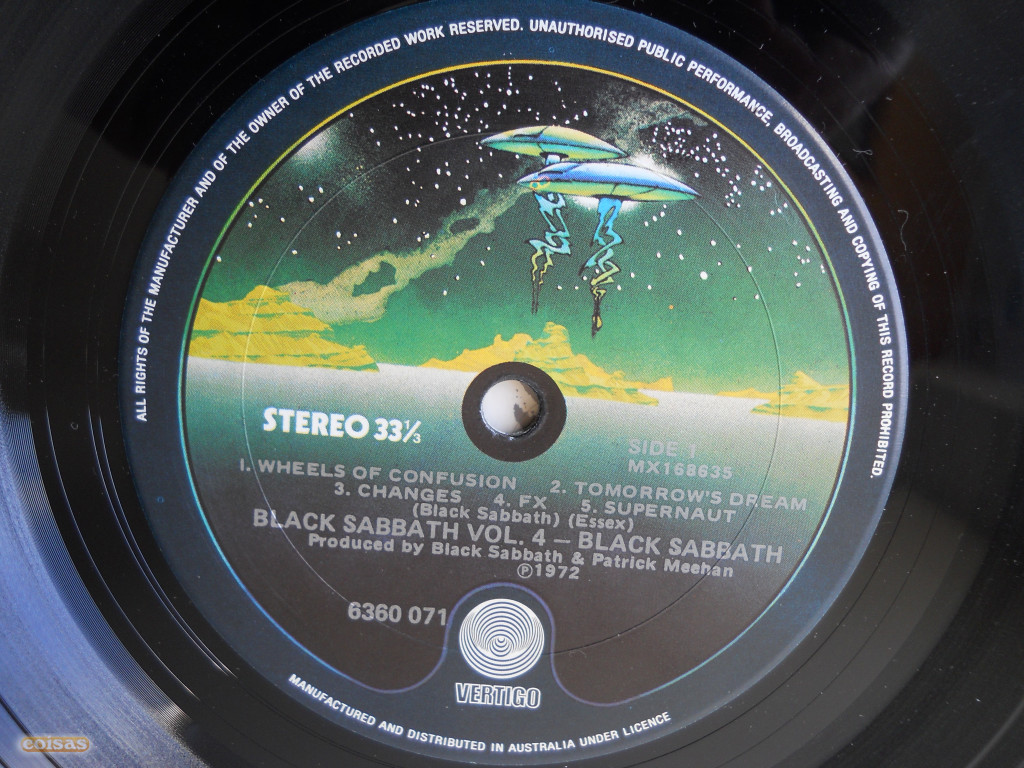 ALL RIGHTS OF THE MANUFACTURER AND OF THE OWNER OF THE RECORDED WORK RESERVED. UNAUTHORISED PUBLIC PERFORMANCE, BROADCASTING AND COPYING OF THIS RECORD PROHIBITED.
STEREO 33⅓
SIDE 1
MX168635
1. WHEELS OF CONFUSION 2. TOMORROW'S DREAM
3. CHANGES 4. FX 5. SUPERNAUT
(Black Sabbath) (Essex)
BLACK SABBATH VOL. 4 – BLACK SABBATH
Produced by Black Sabbath & Patrick Meehan
℗1972
6360 071
VERTIGO
MANUFACTURED AND DISTRIBUTED IN AUSTRALIA UNDER LICENCE
coisas